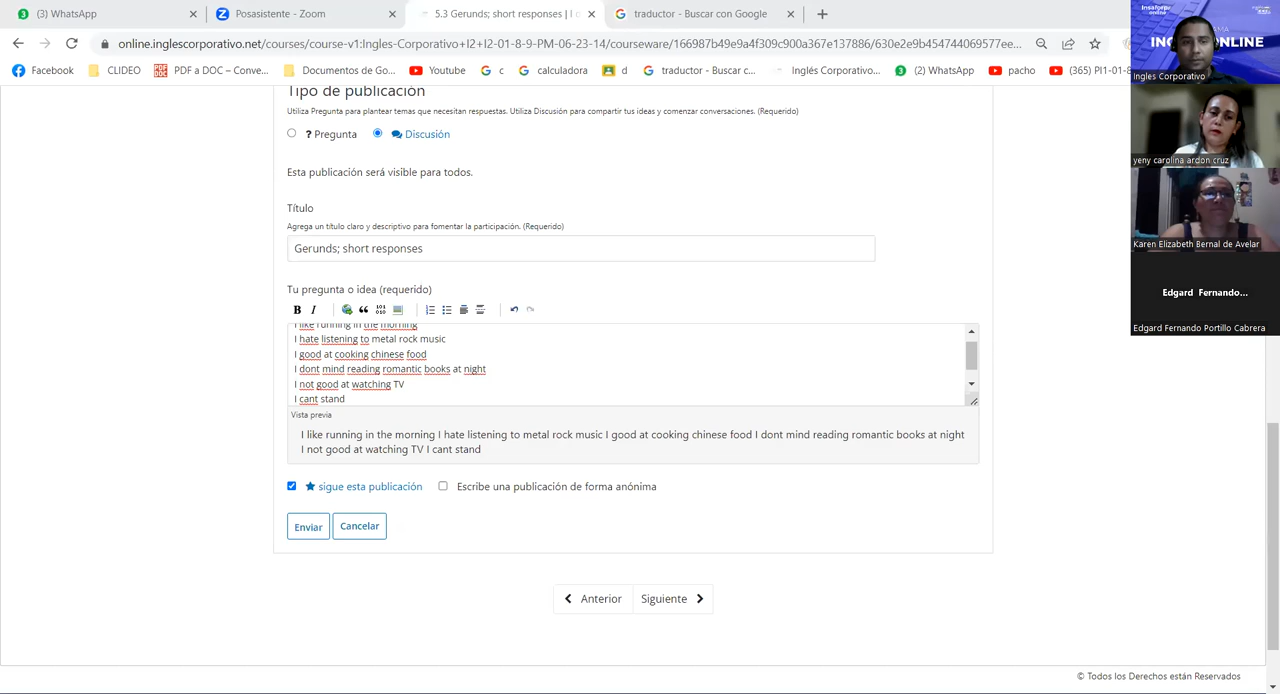 (3) WhatsApp
Posasistente - Zoom
5.3 Gerunds; short responses | I c
traductor - Buscar con Google
online.inglescorporativo.net/courses/course-v1:Ingles-Corporativo-
-PM-8-23-14/courseware/166987b49e9a4f309c9b0a367e137886/630e2e9b454744069577ee...
Facebook
CLIDEO
PDF a DOC – Conve...
Documentos de Go...
Youtube
c
calculadora
d
traductor - Buscar c...
Inglés Corporativo...
(2) WhatsApp
pacho
(365) PI1-01-8
Insaforp
online
INGLÉS ONLINE
Ingles Corporativo
yeny carolina ardon cruz
Karen Elizabeth Bernal de Avelar
Edgard Fernando...
Edgard Fernando Portillo Cabrera
Tipo de publicación
Utiliza Pregunta para plantear temas que necesitan respuestas. Utiliza Discusión para compartir tus ideas y comenzar conversaciones. (Requerido)
? Pregunta
Discusión
Esta publicación será visible para todos.
Título
Agrega un título claro y descriptivo para fomentar la participación. (Requerido)
Gerunds; short responses
Tu pregunta o idea (requerido)
B I
I like running in the morning
I hate listening to metal rock music
I good at cooking chinese food
I dont mind reading romantic books at night
I not good at watching TV
I cant stand
Vista previa
I like running in the morning I hate listening to metal rock music I good at cooking chinese food I dont mind reading romantic books at night
I not good at watching TV I cant stand
sigue esta publicación
Escribe una publicación de forma anónima
Enviar
Cancelar
Anterior
Siguiente
© Todos los Derechos están Reservados